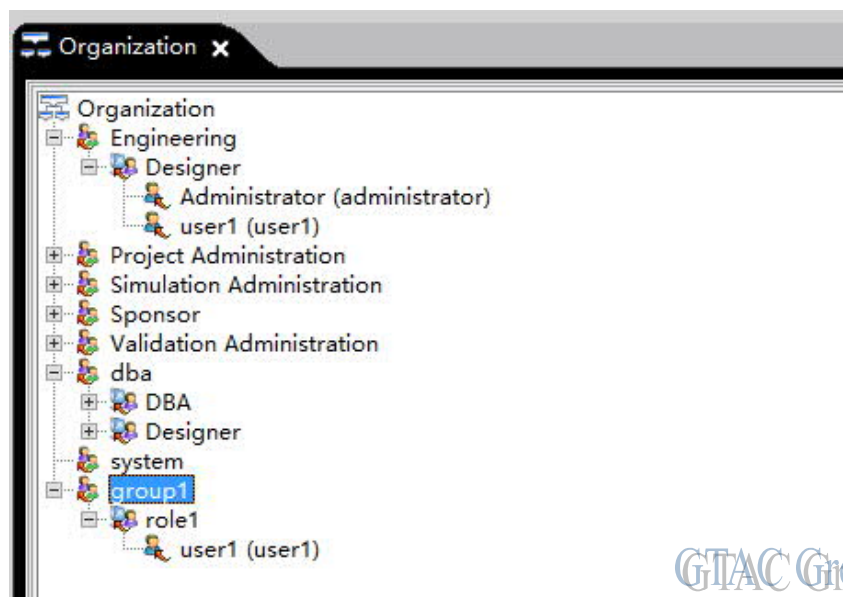 Organization
Organization
Engineering
Designer
Administrator (administrator)
user1 (user1)
Project Administration
Simulation Administration
Sponsor
Validation Administration
dba
DBA
Designer
system
group1
role1
user1 (user1)
GTAC